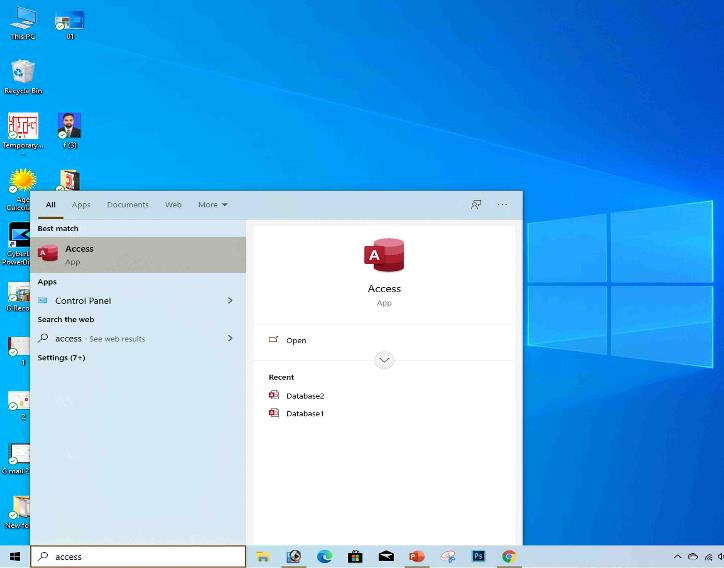 This PC
01
Recycle Bin
Temporary...
f (3)
Age
Calcul
Cyberl
PowerDi
G Reco
1
2
G mail
New fo
All
Apps
Documents
Web
More
Best match
Access
App
Apps
Control Panel
Search the web
access - See web results
Settings (7+)
A
Access
App
Open
Recent
Database2
Database1
access